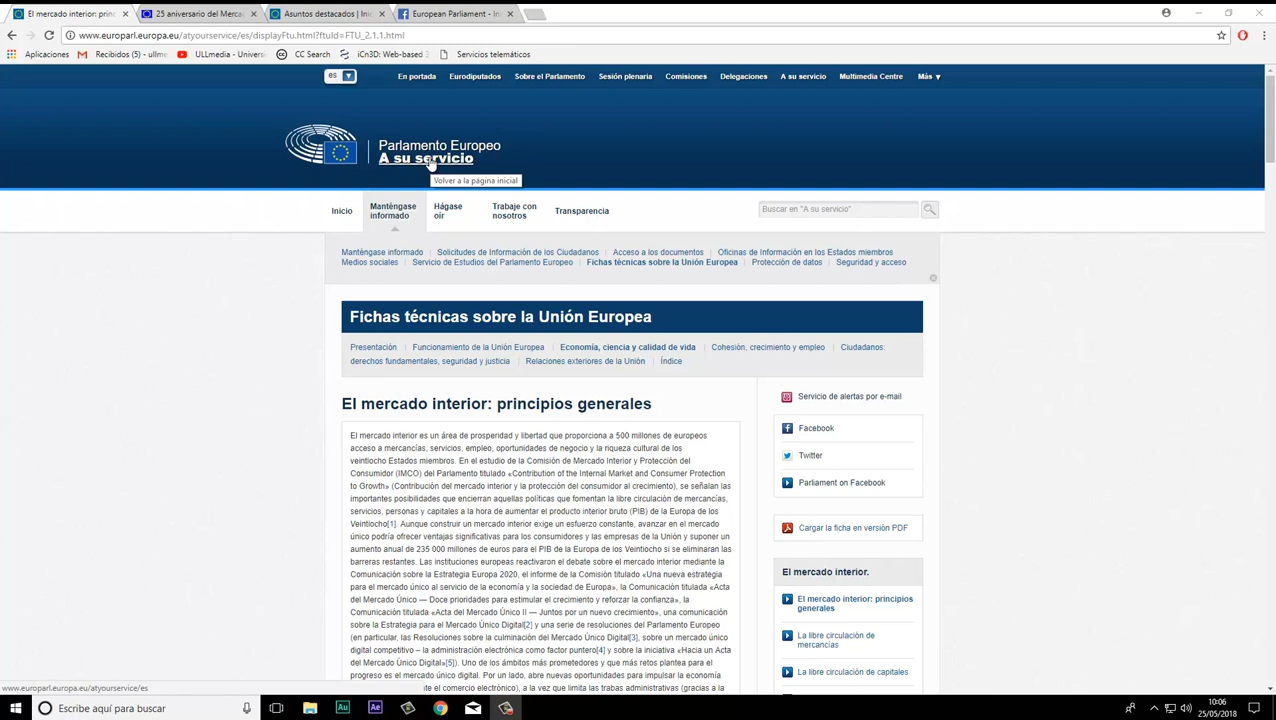 El mercado interior: princ
25 aniversario del Mercad
Asuntos destacados | Inic
European Parliament - In
www.europarl.europa.eu/atyourservice/es/displayFtu.html?ftuId=FTU_2.1.1.html
Aplicaciones
Recibidos (5) - ullme
ULLmedia - Univers
CC Search
iCn3D: Web-based 3
Servicios telemáticos
es
En portada
Eurodiputados
Sobre el Parlamento
Sesión plenaria
Comisiones
Delegaciones
A su servicio
Multimedia Centre
Más
Parlamento Europeo
A su servicio
Volver a la página inicial
Inicio
Manténgase
informado
Hágase
oír
Trabaje con
nosotros
Transparencia
Buscar en "A su servicio"
Manténgase informado
Solicitudes de Información de los Ciudadanos
Acceso a los documentos
Oficinas de Información en los Estados miembros
Medios sociales
Servicio de Estudios del Parlamento Europeo
Fichas técnicas sobre la Unión Europea
Protección de datos
Seguridad y acceso
Fichas técnicas sobre la Unión Europea
Presentación
Funcionamiento de la Unión Europea
Economía, ciencia y calidad de vida
Cohesión, crecimiento y empleo
Ciudadanos:
derechos fundamentales, seguridad y justicia
Relaciones exteriores de la Unión
Índice
El mercado interior: principios generales
El mercado interior es un área de prosperidad y libertad que proporciona a 500 millones de europeos
acceso a mercancías, servicios, empleo, oportunidades de negocio y la riqueza cultural de los
veintiocho Estados miembros. En el estudio de la Comisión de Mercado Interior y Protección del
Consumidor (IMCO) del Parlamento titulado «Contribution of the Internal Market and Consumer Protection
to Growth» (Contribución del mercado interior y la protección del consumidor al crecimiento), se señalan las
importantes posibilidades que encierran aquellas políticas que fomentan la libre circulación de mercancías,
servicios, personas y capitales a la hora de aumentar el producto interior bruto (PIB) de la Europa de los
Veintiocho[1]. Aunque construir un mercado interior exige un esfuerzo constante, avanzar en el mercado
único podría ofrecer ventajas significativas para los consumidores y las empresas de la Unión y suponer un
aumento anual de 235 000 millones de euros para el PIB de la Europa de los Veintiocho si se eliminaran las
barreras restantes. Las instituciones europeas reactivaron el debate sobre el mercado interior mediante la
Comunicación sobre la Estrategia Europa 2020, el informe de la Comisión titulado «Una nueva estrategia
para el mercado único al servicio de la economía y la sociedad de Europa», la Comunicación titulada «Acta
del Mercado Único — Doce prioridades para estimular el crecimiento y reforzar la confianza», la
Comunicación titulada «Acta del Mercado Único II — Juntos por un nuevo crecimiento», una comunicación
sobre la Estrategia para el Mercado Único Digital[2] y una serie de resoluciones del Parlamento Europeo
(en particular, las Resoluciones sobre la culminación del Mercado Único Digital[3], sobre un mercado único
digital competitivo – la administración electrónica como factor puntero[4] y sobre la iniciativa «Hacia un Acta
del Mercado Único Digital»[5]). Uno de los ámbitos más prometedores y que más retos plantea para el
progreso es el mercado único digital. Por un lado, abre nuevas oportunidades para impulsar la economía
nte el comercio electrónico), a la vez que limita las trabas administrativas (gracias a la
Servicio de alertas por e-mail
Facebook
Twitter
Parliament on Facebook
Cargar la ficha en versión PDF
El mercado interior.
El mercado interior: principios
generales
La libre circulación de
mercancías
La libre circulación de capitales
www.europarl.europa.eu/atyourservice/es
Escribe aquí para buscar
Au
Ae
10:06
25/05/2018